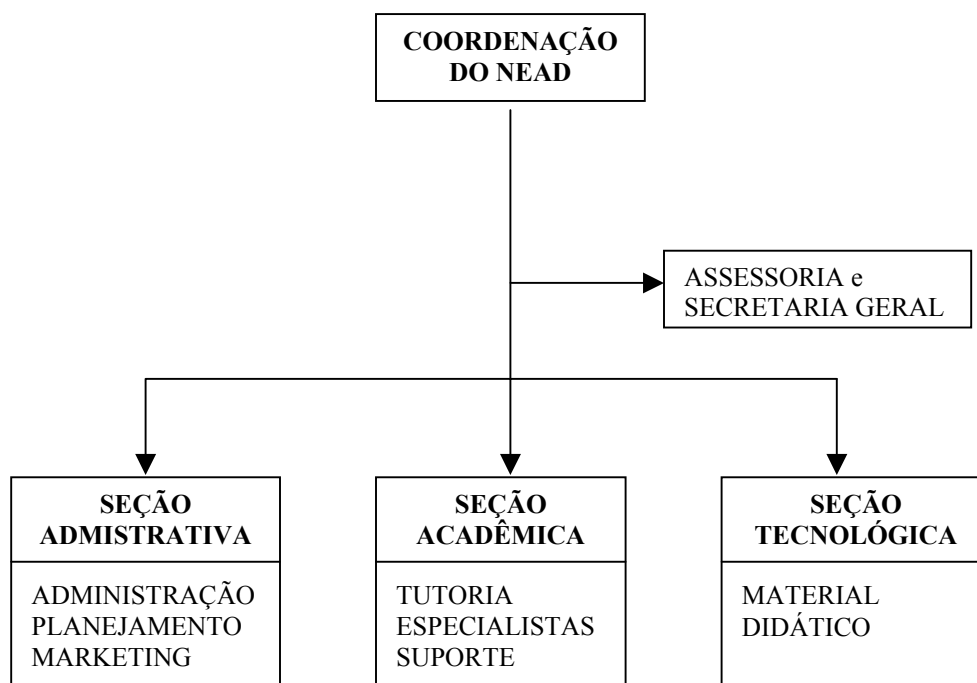 COORDENAÇÃO
DO NEAD
ASSESSORIA e
SECRETARIA GERAL
SEÇÃO
ADMISTRATIVA
ADMINISTRAÇÃO
PLANEJAMENTO
MARKETING
SEÇÃO
ACADÊMICA
TUTORIA
ESPECIALISTAS
SUPORTE
SEÇÃO
TECNOLÓGICA
MATERIAL
DIDÁTICO